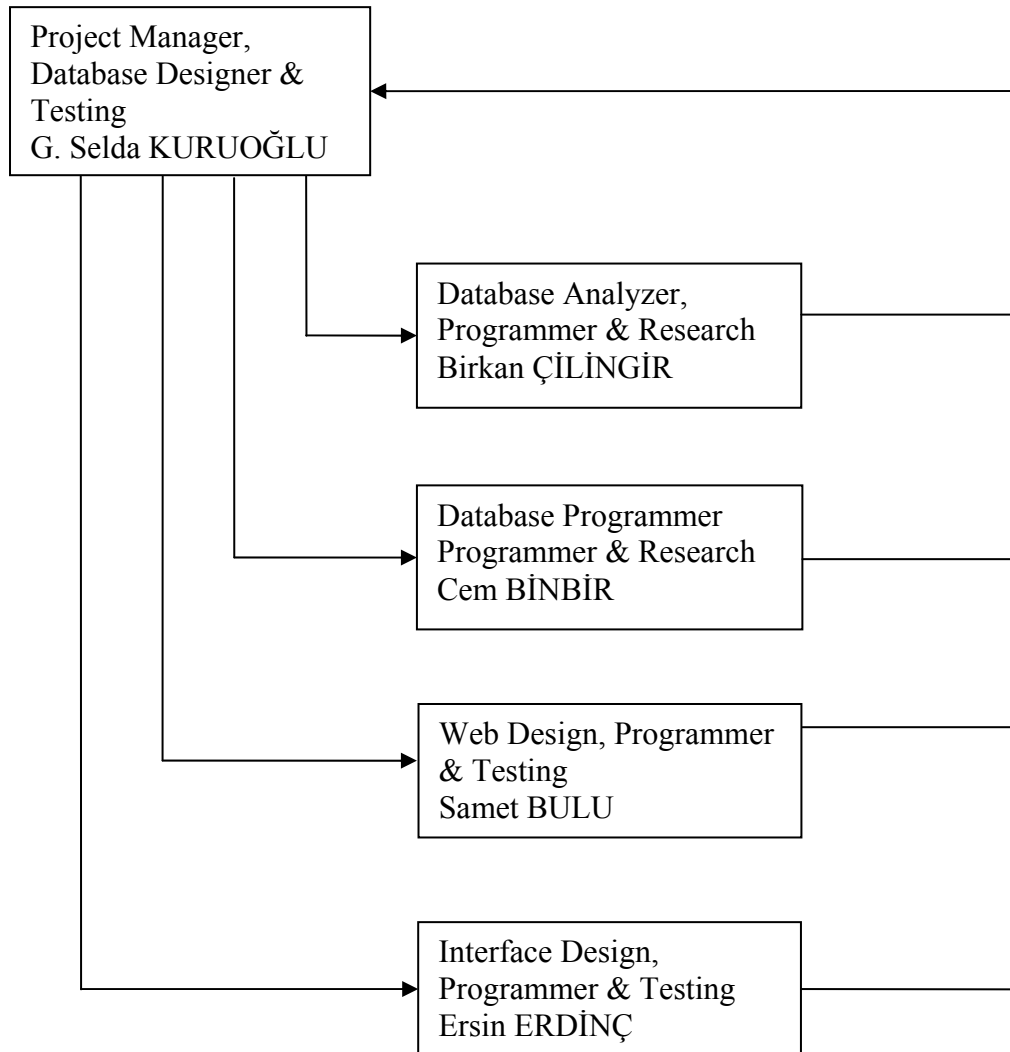 Project Manager,
Database Designer &
Testing
G. Selda KURUOĞLU
Database Analyzer,
Programmer & Research
Birkan ÇİLİNGİR
Database Programmer
Programmer & Research
Cem BİNBİR
Web Design, Programmer
& Testing
Samet BULU
Interface Design,
Programmer & Testing
Ersin ERDİNÇ